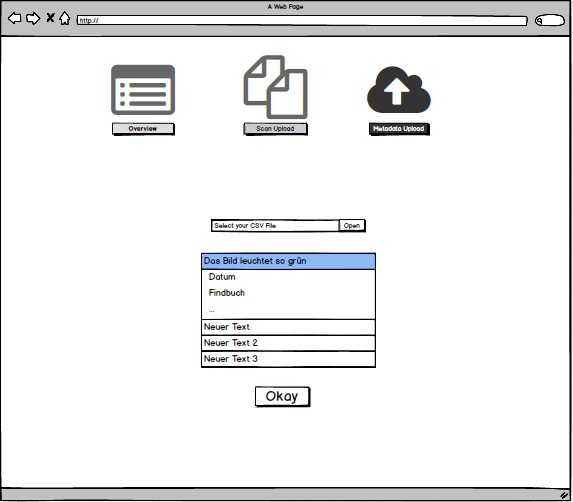 A Web Page
http://
Overview
Scan Upload
Metadata Upload
Select your CSV File
Open
Das Bild leuchtet so grün
Datum
Findbuch
...
Neuer Text
Neuer Text 2
Neuer Text 3
Okay